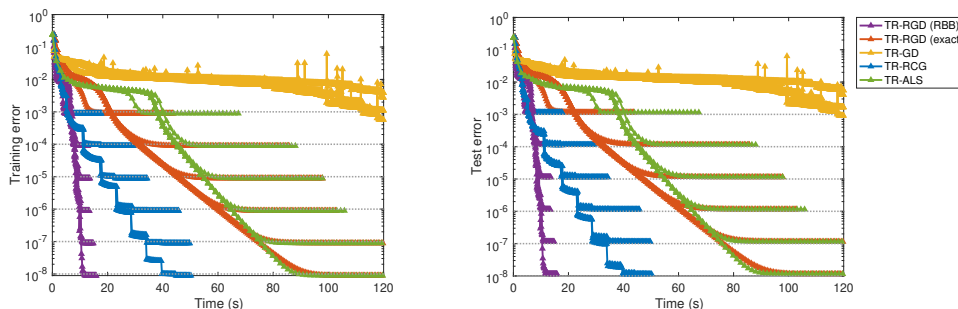 10^0
10^-1
10^-2
10^-3
10^-4
10^-5
10^-6
10^-7
10^-8
Training error
0 20 40 60 80 100 120
Time (s)
10^0
10^-1
10^-2
10^-3
10^-4
10^-5
10^-6
10^-7
10^-8
Test error
0 20 40 60 80 100 120
Time (s)
TR-RGD (RBB)
TR-RGD (exact)
TR-GD
TR-RCG
TR-ALS